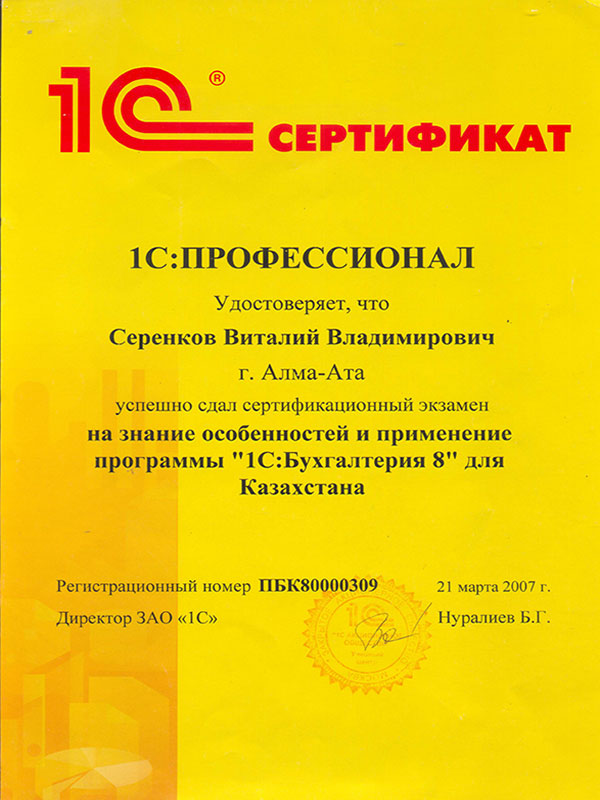 1С® СЕРТИФИКАТ
1С:ПРОФЕССИОНАЛ
Удостоверяет, что
Серенков Виталий Владимирович
г. Алма-Ата
успешно сдал сертификационный экзамен
на знание особенностей и применение
программы "1С:Бухгалтерия 8" для
Казахстана
Регистрационный номер ПБК80000309 21 марта 2007 г.
Директор ЗАО «1С» Нуралиев Б.Г.
1С